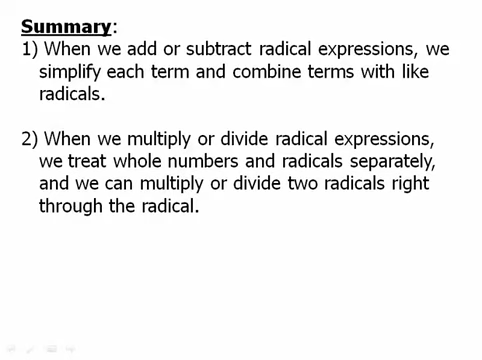 Summary:
1) When we add or subtract radical expressions, we
simplify each term and combine terms with like
radicals.
2) When we multiply or divide radical expressions,
we treat whole numbers and radicals separately,
and we can multiply or divide two radicals right
through the radical.